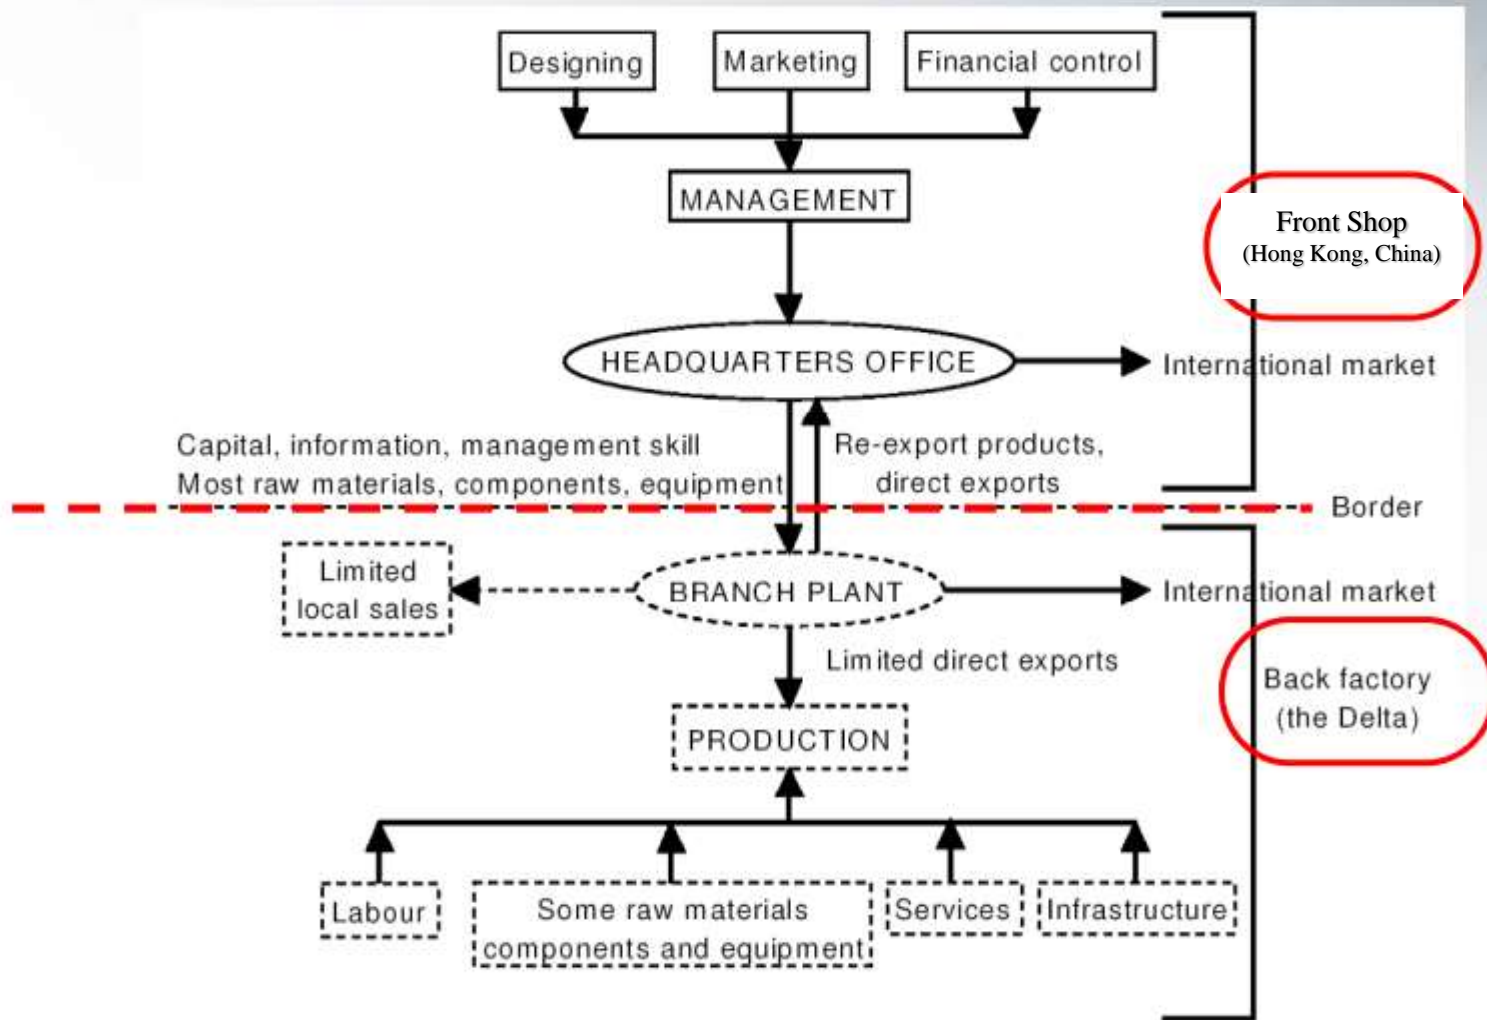 Designing
Marketing
Financial control
MANAGEMENT
Front Shop
(Hong Kong, China)
HEADQUARTERS OFFICE
International market
Capital, information, management skill
Most raw materials, components, equipment
Re-export products,
direct exports
Border
Limited
local sales
BRANCH PLANT
International market
Limited direct exports
Back factory
(the Delta)
PRODUCTION
Labour
Some raw materials
components and equipment
Services
Infrastructure